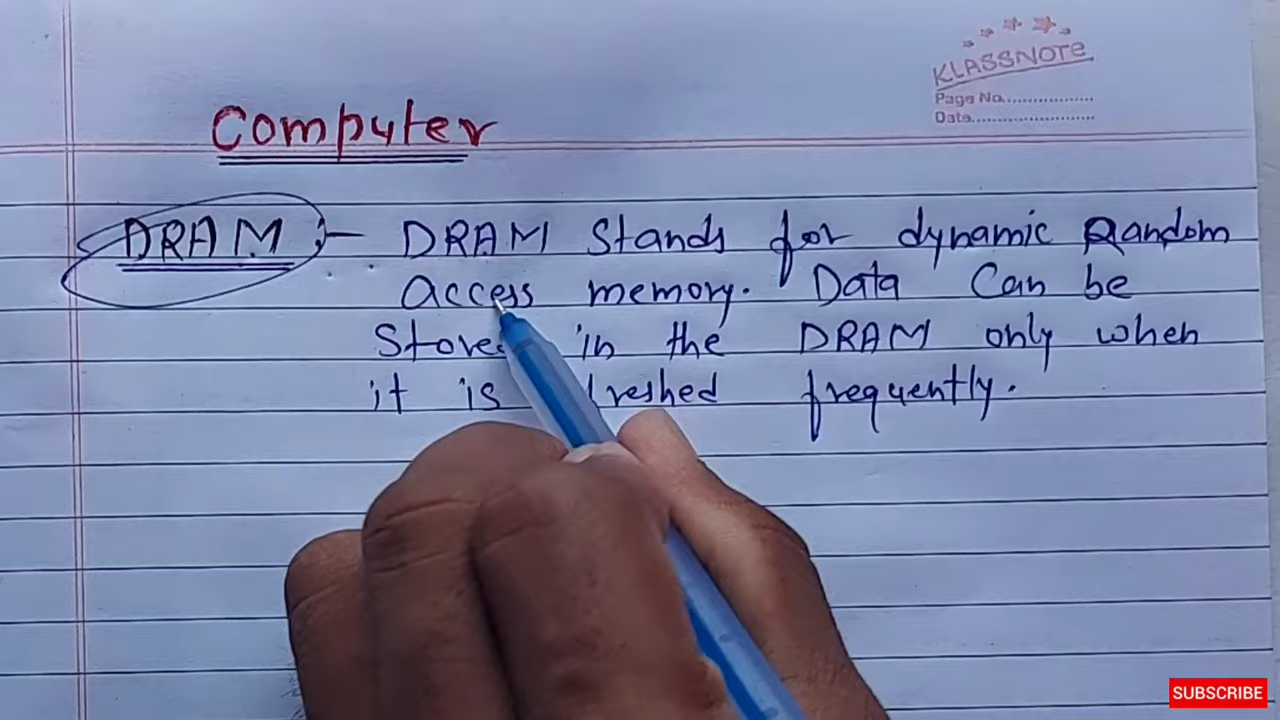 KLASSNOTE
Page No.
Date
Computer
DRAM :- DRAM Stands for dynamic Random
Access memory. Data Can be
Stored in the DRAM only when
it is frequently.
SUBSCRIBE